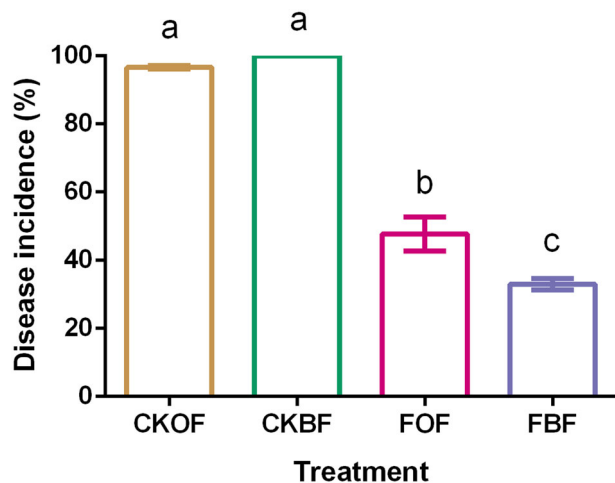 a
a
b
c
Disease incidence (%)
100
80
60
40
20
0
CKOF
CKBF
FOF
FBF
Treatment